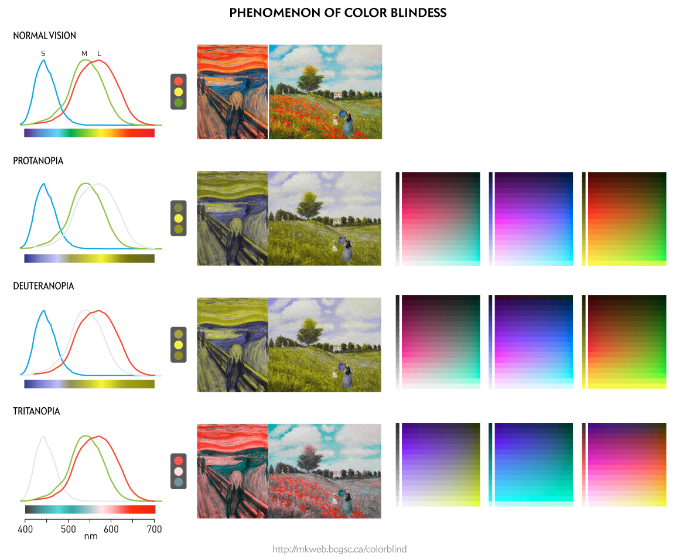 PHENOMENON OF COLOR BLINDESS
NORMAL VISION
S M L
PROTANOPIA
DEUTERANOPIA
TRITANOPIA
400 500 600 700
nm
http://mkweb.bcgsc.ca/colorblind